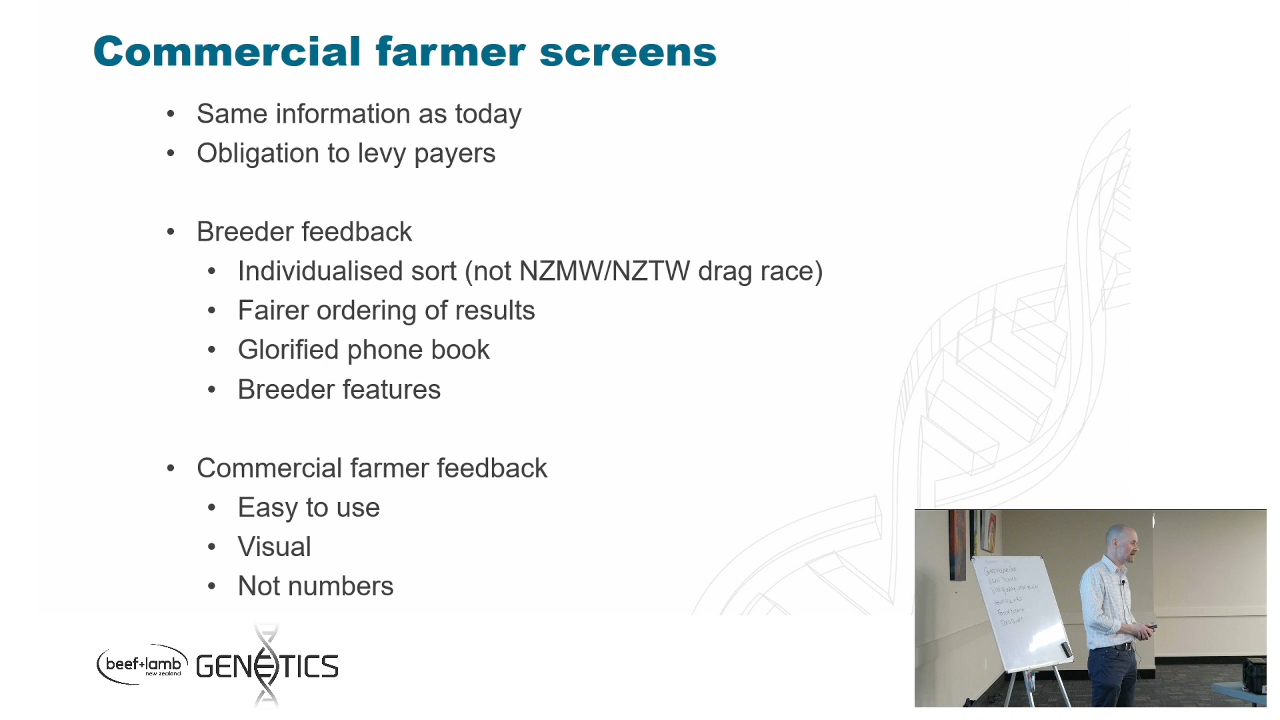 Commercial farmer screens
• Same information as today
• Obligation to levy payers
• Breeder feedback
• Individualised sort (not NZMW/NZTW drag race)
• Fairer ordering of results
• Glorified phone book
• Breeder features
• Commercial farmer feedback
• Easy to use
• Visual
• Not numbers
beef+lamb
new zealand
GENETICS